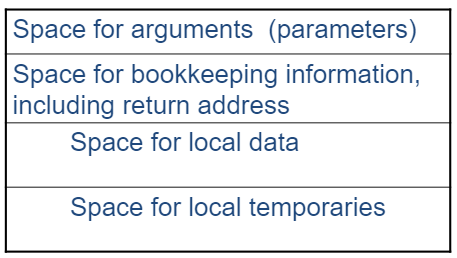 Space for arguments  (parameters)
Space for bookkeeping information,
including return address
Space for local data
Space for local temporaries